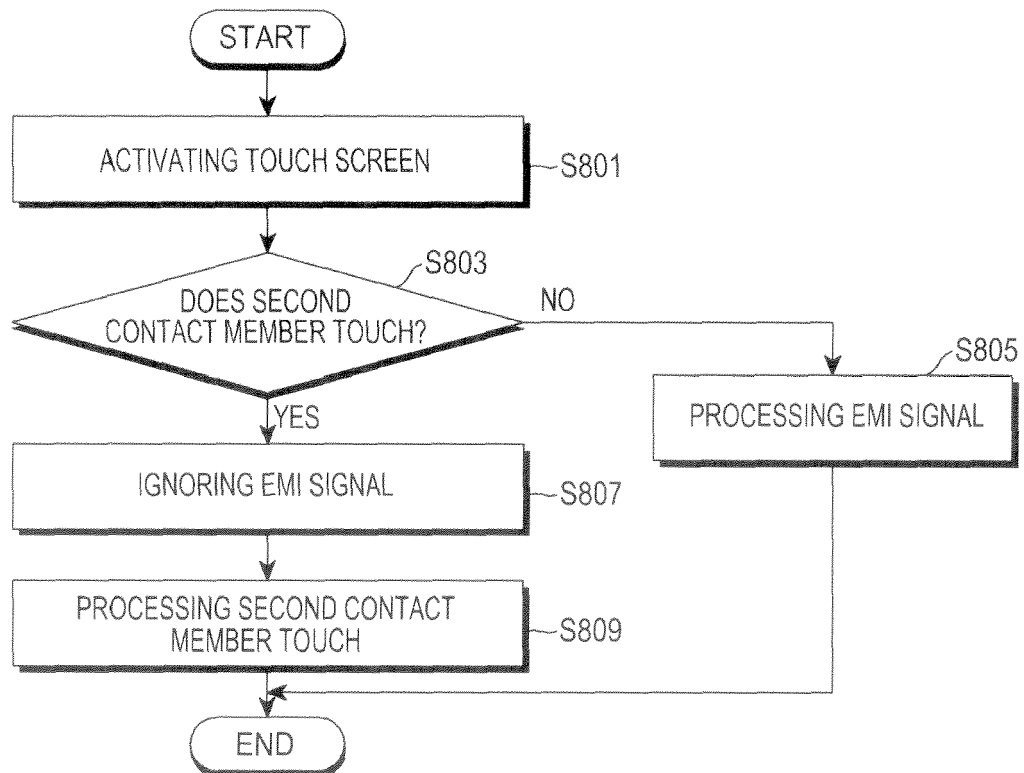 START
ACTIVATING TOUCH SCREEN
S801
S803
DOES SECOND
CONTACT MEMBER TOUCH?
NO
YES
S805
PROCESSING EMI SIGNAL
IGNORING EMI SIGNAL
S807
PROCESSING SECOND CONTACT
MEMBER TOUCH
S809
END